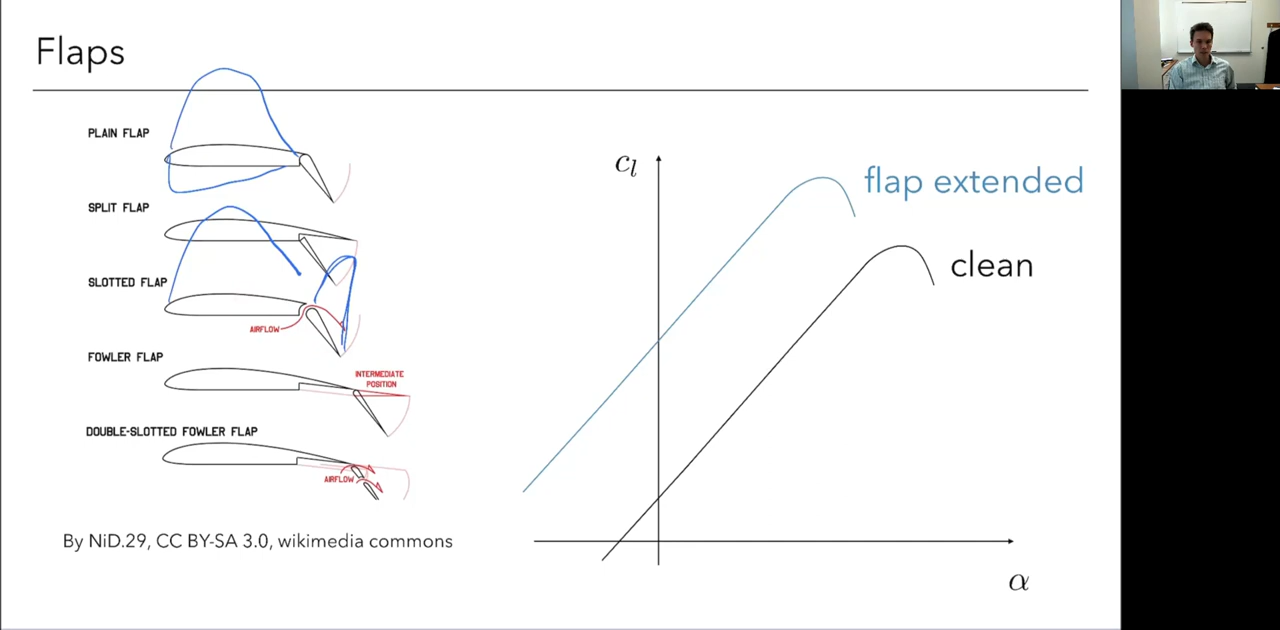 Flaps
PLAIN FLAP
SPLIT FLAP
SLOTTED FLAP
AIRFLOW
FOWLER FLAP
INTERMEDIATE
POSITION
DOUBLE-SLOTTED FOWLER FLAP
AIRFLOW
By NiD.29, CC BY-SA 3.0, wikimedia commons
cl
flap extended
clean
α